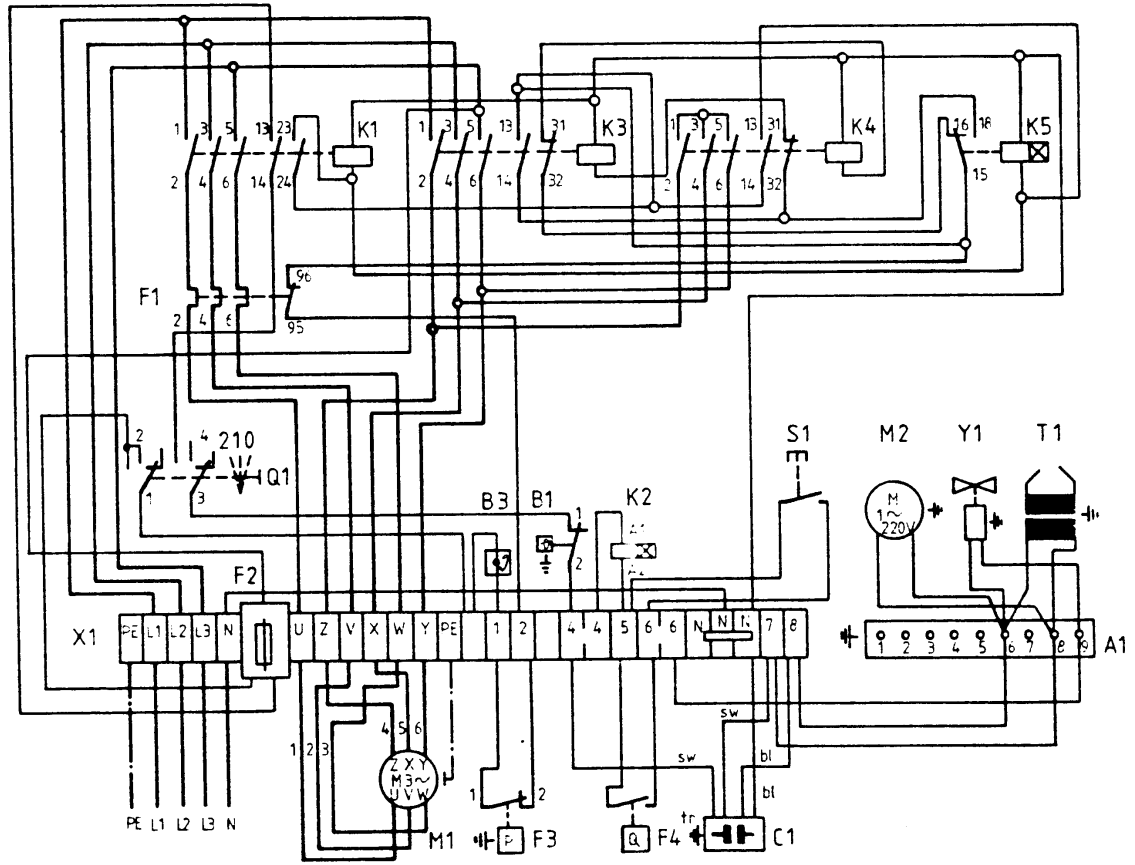 1 3 5 13 23 K1 1 3 5 13 31 K3 1 3 5 13 31 K4 16 18 K5
2 4 6 14 24 2 4 6 14 32 2 4 6 14 32 15
F1 96
2 4 6 95
2 4 210 Q1
1 3
S1 M2 Y1 T1
B3 B1 1 K2
M
1~
220V
A1
2 A2
F2
X1 PE L1 L2 L3 N U Z V X W Y PE 1 2 4 4 5 6 6 N N N 7 8
1 2 3 4 5 6 7 8 9 A1
sw
1 2 3 4 5 6
sw bl
Z X Y
M 3~
U V W
M1
1 2 bl
PE L1 L2 L3 N
P F3 Q F4 tr C1